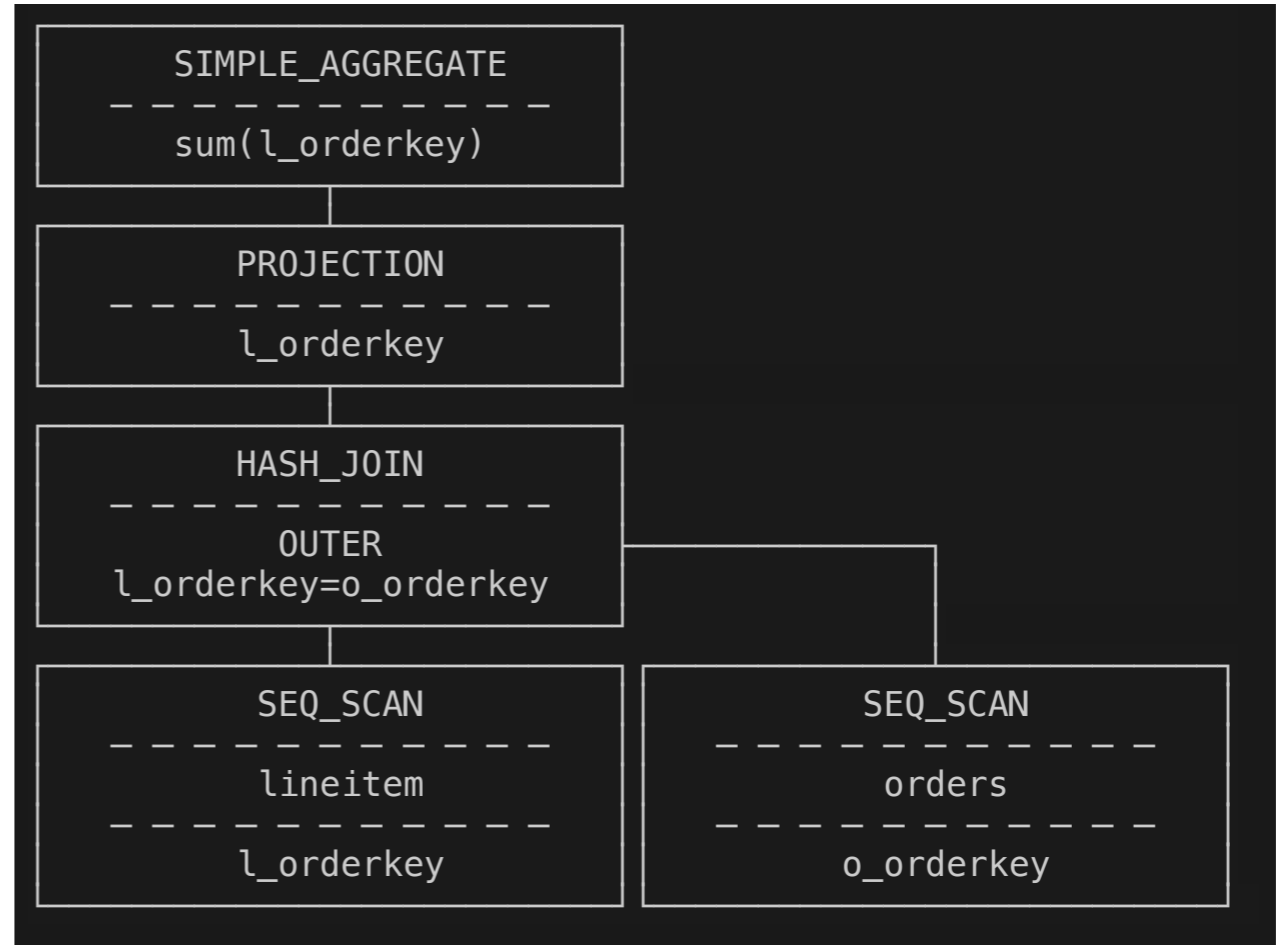 SIMPLE_AGGREGATE
sum(l_orderkey)
PROJECTION
l_orderkey
HASH_JOIN
OUTER
l_orderkey=o_orderkey
SEQ_SCAN
lineitem
l_orderkey
SEQ_SCAN
orders
o_orderkey